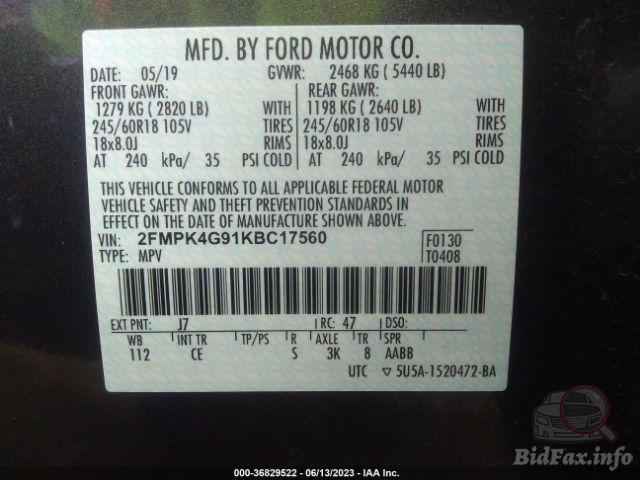 MFD. BY FORD MOTOR CO.
DATE: 05/19 GVWR: 2468 KG ( 5440 LB)
FRONT GAWR: REAR GAWR:
1279 KG ( 2820 LB) WITH 1198 KG ( 2640 LB) WITH
245/60R18 105V TIRES 245/60R18 105V TIRES
18x8.0J RIMS 18x8.0J RIMS
AT 240 kPa/ 35 PSI COLD AT 240 kPa/ 35 PSI COLD
THIS VEHICLE CONFORMS TO ALL APPLICABLE FEDERAL MOTOR
VEHICLE SAFETY AND THEFT PREVENTION STANDARDS IN
EFFECT ON THE DATE OF MANUFACTURE SHOWN ABOVE.
VIN: 2FMPK4G91KBC17560 F0130
TYPE: MPV T0408
EXT PNT: J7 RC: 47 DSO:
WB INT TR TP/PS R AXLE TR SPR
112 CE S 3K 8 AABB
UTC ▽ 5U5A-1520472-BA
BidFax.info
000-36829522 - 06/13/2023 - IAA Inc.